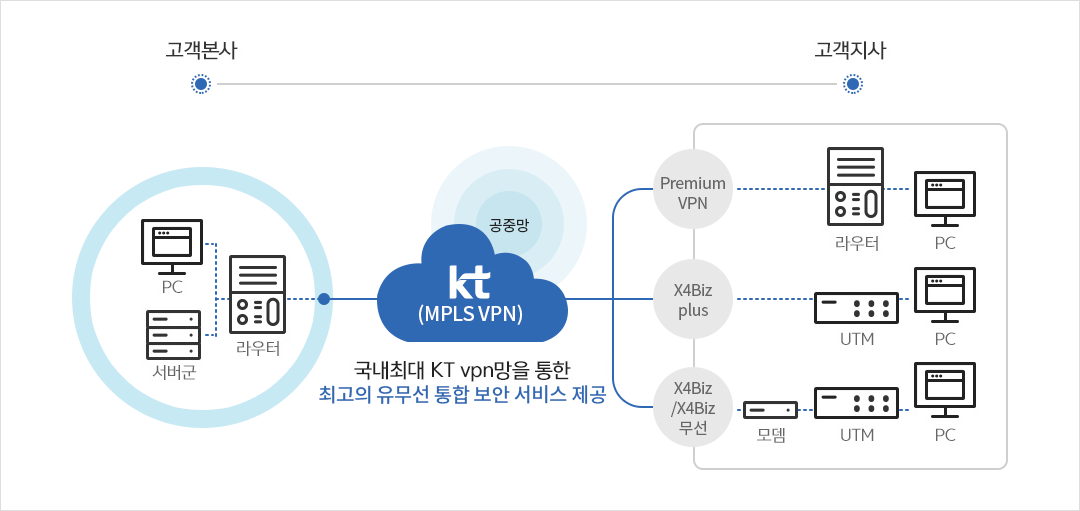 고객본사
고객지사
PC
서버군
라우터
공중망
kt
(MPLS VPN)
국내최대 KT vpn망을 통한
최고의 유무선 통합 보안 서비스 제공
Premium
VPN
라우터
PC
X4Biz
plus
UTM
PC
X4Biz
/X4Biz
무선
모뎀
UTM
PC